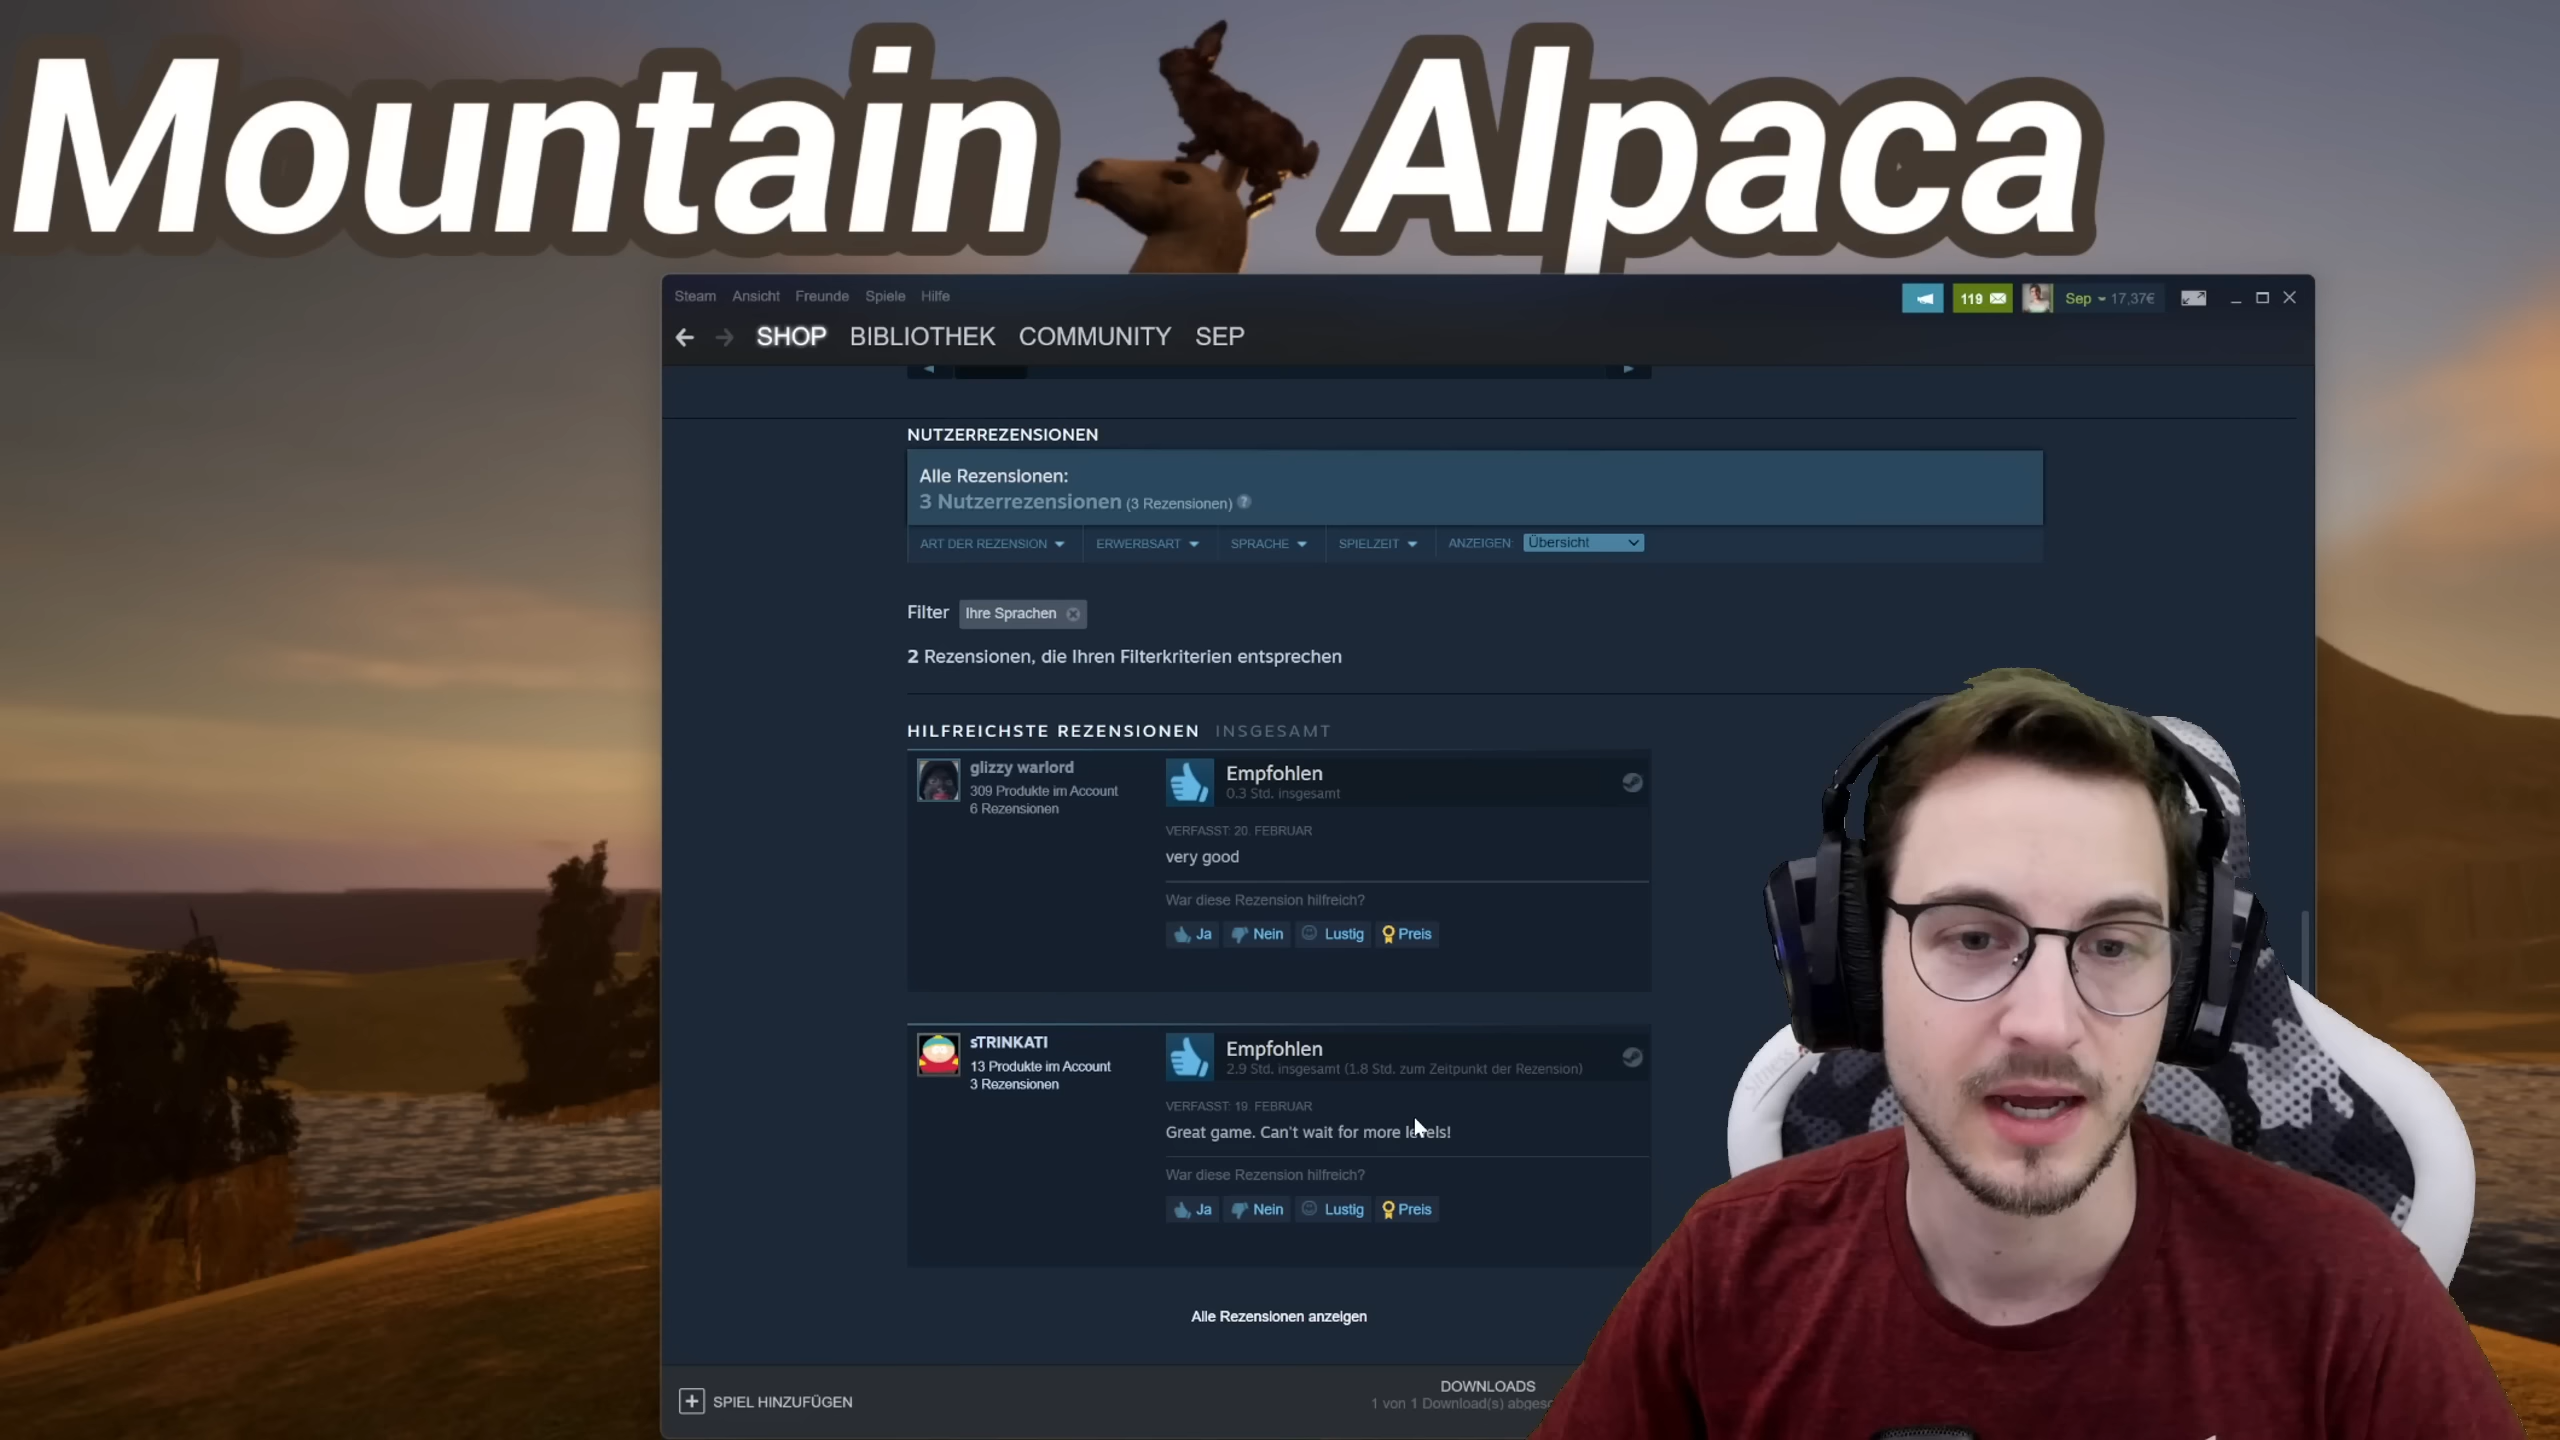 Mountain Alpaca
Steam Ansicht Freunde Spiele Hilfe
119 Sep 17,37€
SHOP BIBLIOTHEK COMMUNITY SEP
NUTZERREZENSIONEN
Alle Rezensionen:
3 Nutzerrezensionen (3 Rezensionen) ?
ART DER REZENSION ERWERBSART SPRACHE SPIELZEIT ANZEIGEN: Übersicht
Filter Ihre Sprachen
2 Rezensionen, die Ihren Filterkriterien entsprechen
HILFREICHSTE REZENSIONEN INSGESAMT
glizzy warlord
309 Produkte im Account
6 Rezensionen
Empfohlen
0.3 Std. insgesamt
VERFASST: 20. FEBRUAR
very good
War diese Rezension hilfreich?
Ja Nein Lustig Preis
sTRINKATI
13 Produkte im Account
3 Rezensionen
Empfohlen
2.9 Std. insgesamt (1.8 Std. zum Zeitpunkt der Rezension)
VERFASST: 19. FEBRUAR
Great game. Can't wait for more levels!
War diese Rezension hilfreich?
Ja Nein Lustig Preis
Alle Rezensionen anzeigen
SPIEL HINZUFÜGEN
DOWNLOADS
1 von 1 Download(s)